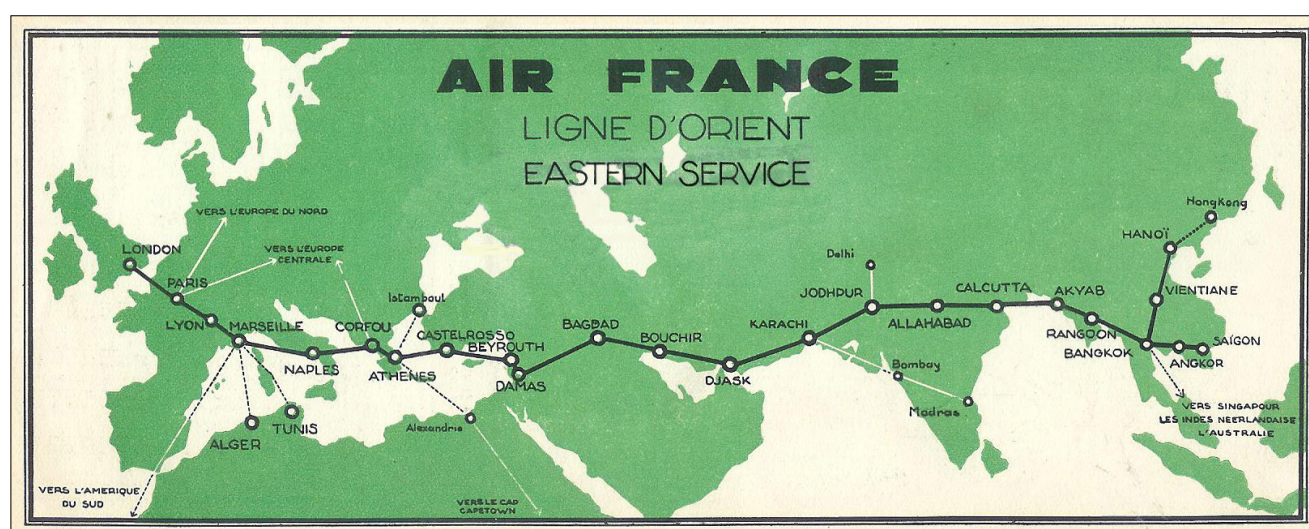 AIR FRANCE
LIGNE D'ORIENT
EASTERN SERVICE
VERS L'EUROPE DU NORD
VERS L'EUROPE
CENTRALE
LONDON
PARIS
LYON
MARSEILLE
NAPLES
CORFOU
ATHENES
Istamboul
CASTELROSSO
BEYROUTH
DAMAS
BAGDAD
BOUCHIR
DJASK
KARACHI
JODHPUR
Delhi
ALLAHABAD
CALCUTTA
AKYAB
RANGOON
BANGKOK
ANGKOR
SAÏGON
VIENTIANE
HANOÏ
HongKong
Bombay
Madras
ALGER
TUNIS
Alexandrie
VERS L'AMERIQUE
DU SUD
VERS LE CAP
CAPETOWN
VERS SINGAPOUR
LES INDES NEERLANDAISE
L'AUSTRALIE